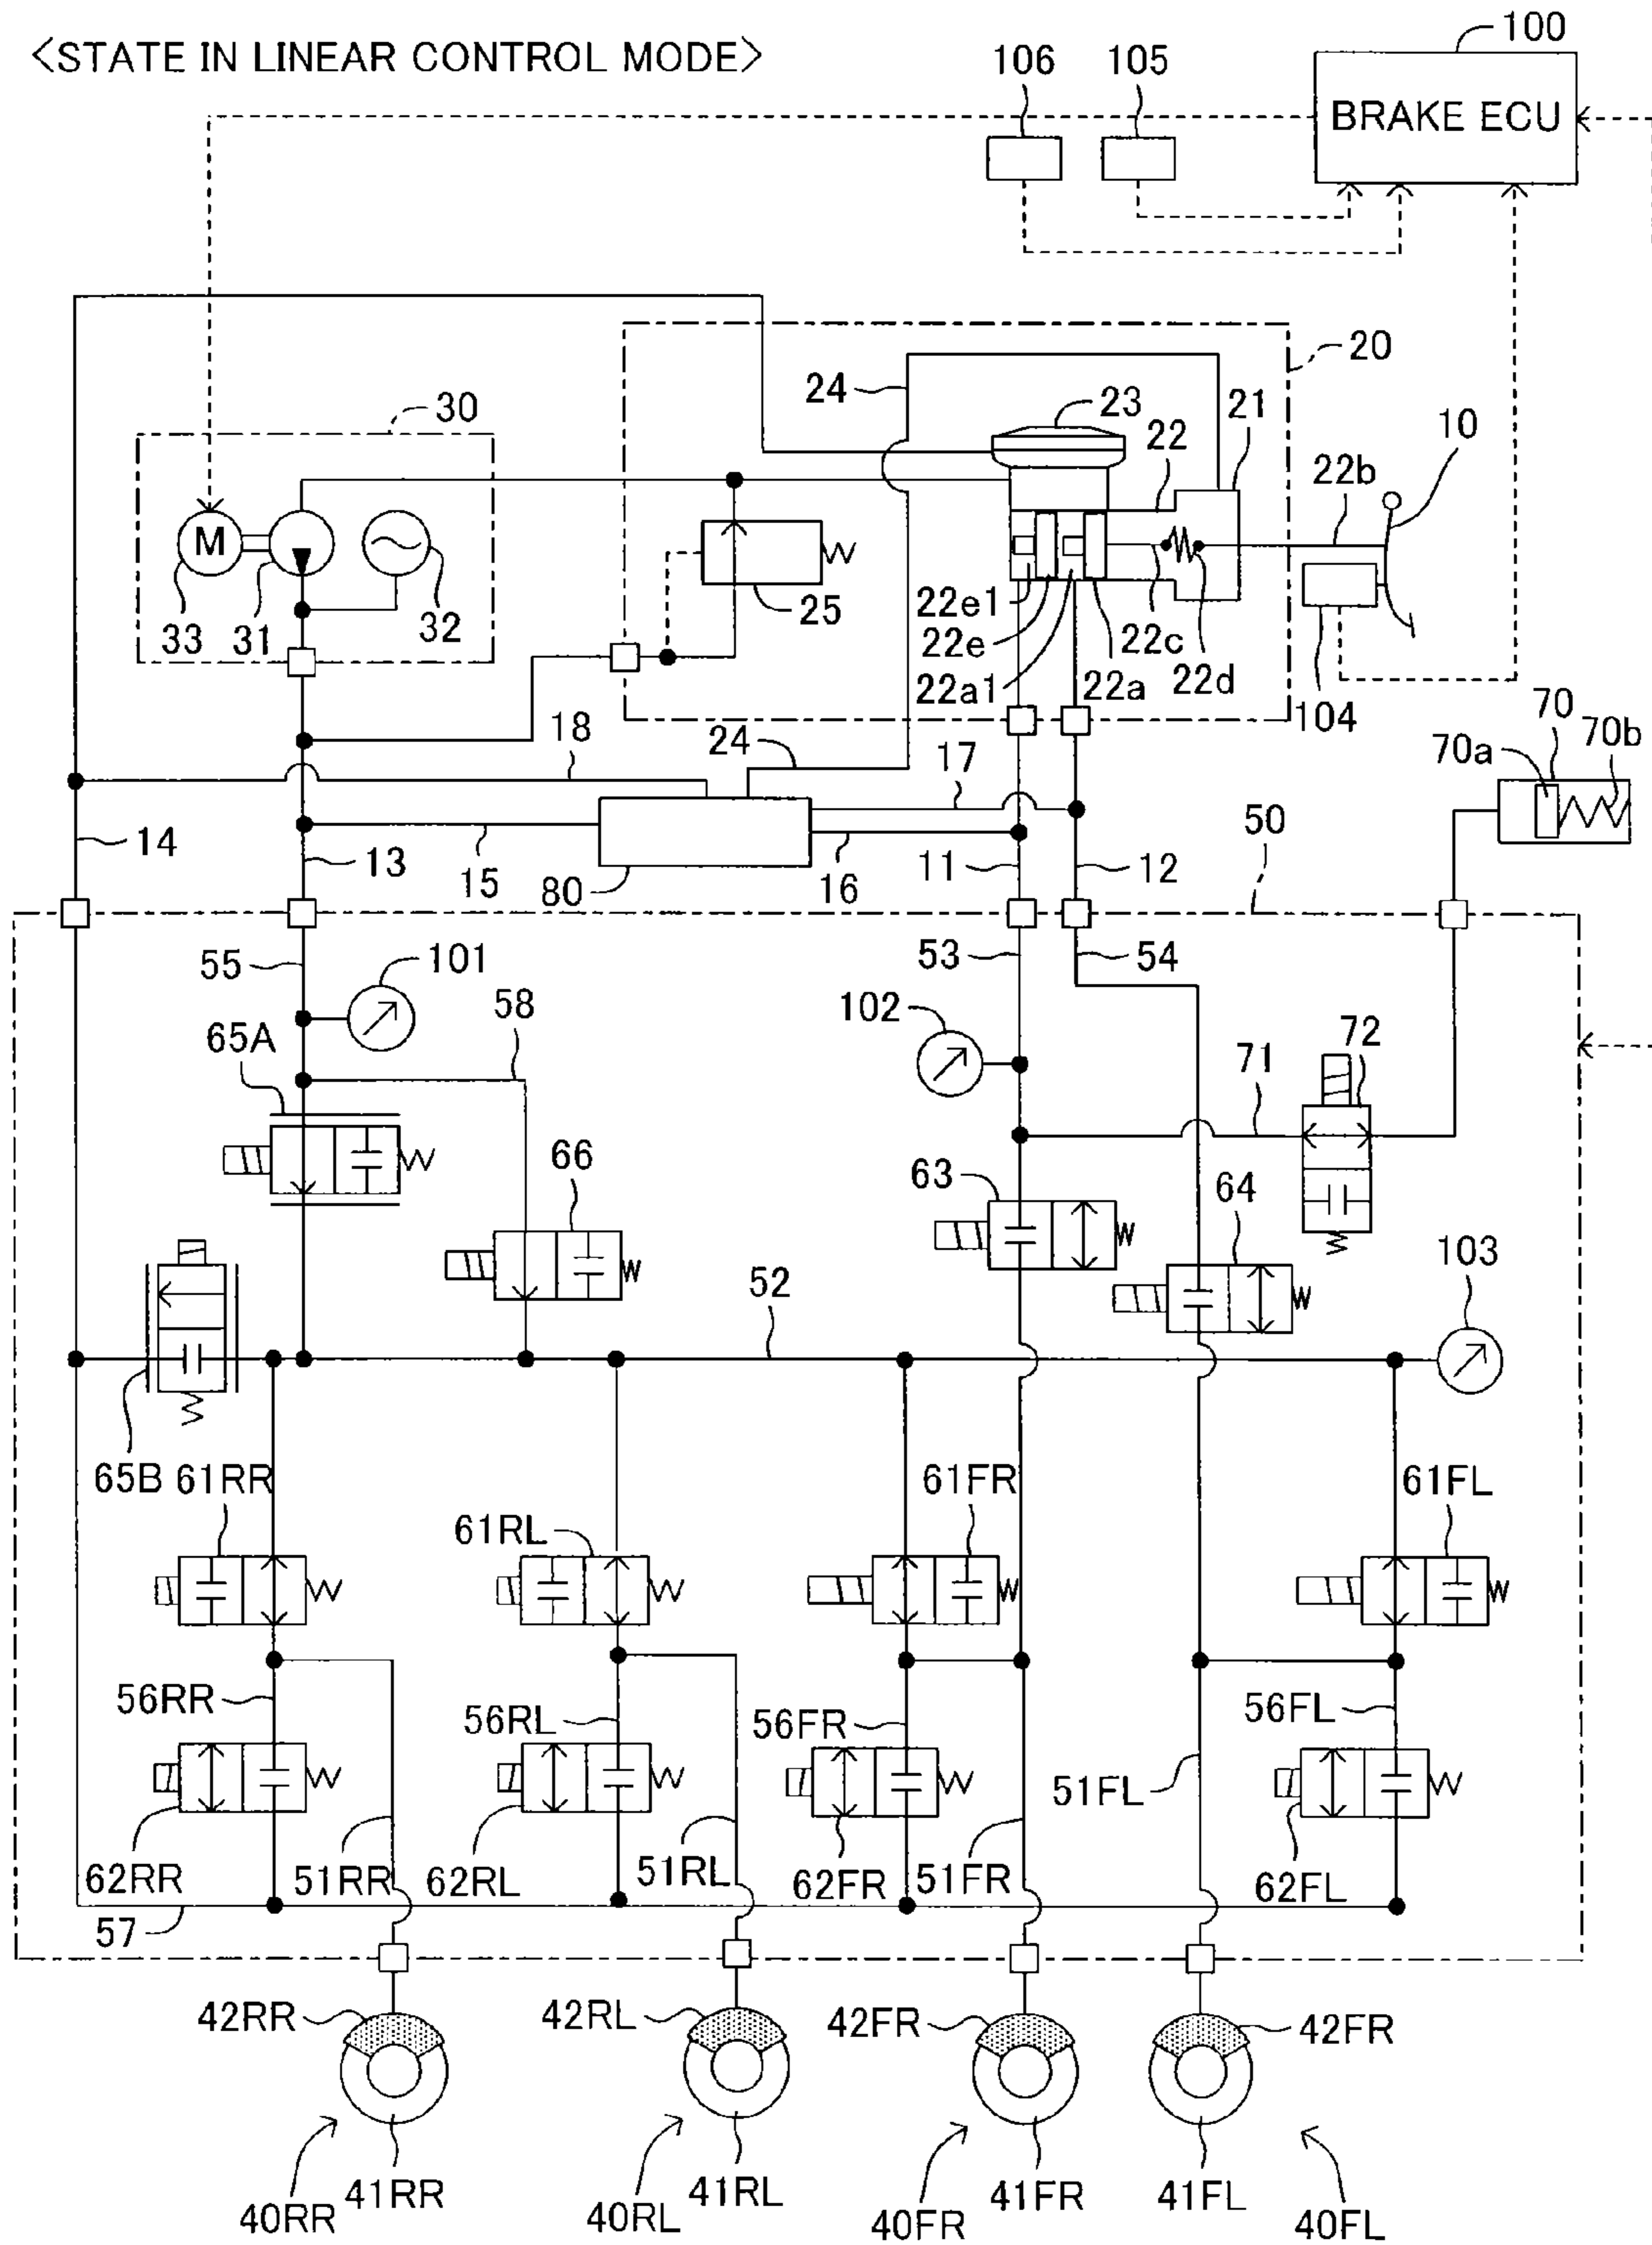 <STATE IN LINEAR CONTROL MODE>
100
106 105
BRAKE ECU
20
24
23
21
10
30
22
22b
M
33 31 32
25
22e1
22e
22c
22a1
22a
22d
104
70
70b
70a
18
24
17
50
14
13
15
80
16
11
12
55
101
53
54
58
102
65A
71
72
66
63
64
103
52
65B
61RR
61RL
61FR
61FL
56RR
56RL
56FR
56FL
51FL
62RR
51RR
62RL
51RL
62FR
51FR
62FL
57
42RR
42RL
42FR
42FR
41RR
41RL
41FR
41FL
40RR
40RL
40FR
40FL